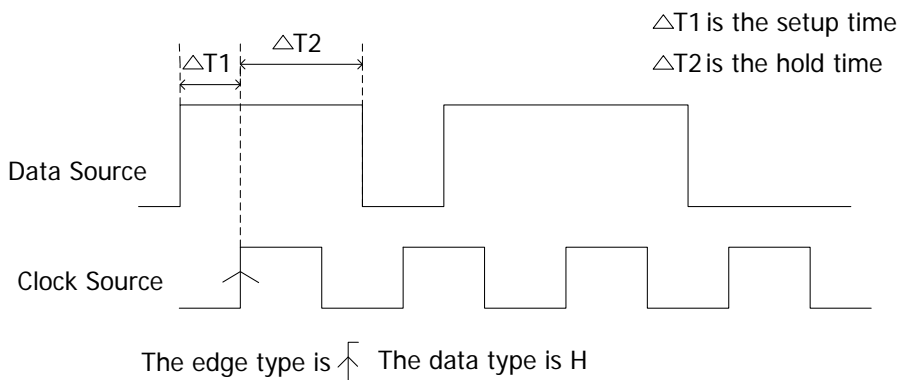 △T1 is the setup time
△T2
△T1
△T2 is the hold time
Data Source
Clock Source
The edge type is The data type is H